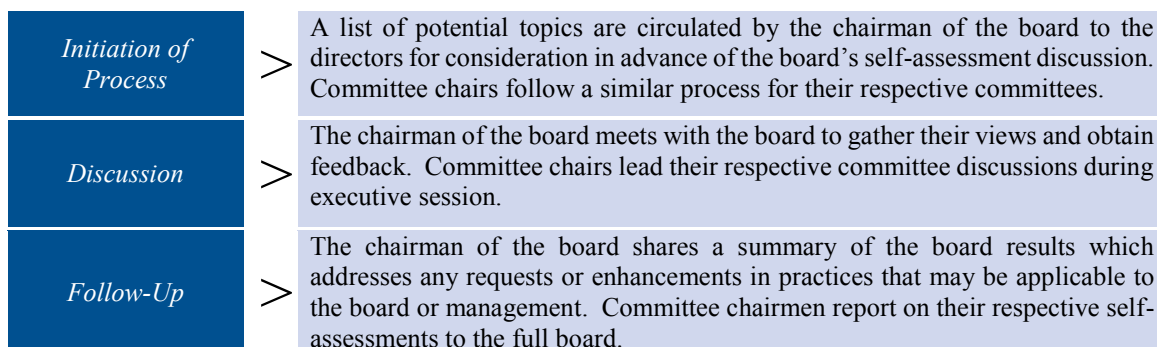 Initiation of
Process
>
A list of potential topics are circulated by the chairman of the board to the
directors for consideration in advance of the board’s self-assessment discussion.
Committee chairs follow a similar process for their respective committees.
Discussion
>
The chairman of the board meets with the board to gather their views and obtain
feedback. Committee chairs lead their respective committee discussions during
executive session.
Follow-Up
>
The chairman of the board shares a summary of the board results which
addresses any requests or enhancements in practices that may be applicable to
the board or management. Committee chairmen report on their respective self-
assessments to the full board.